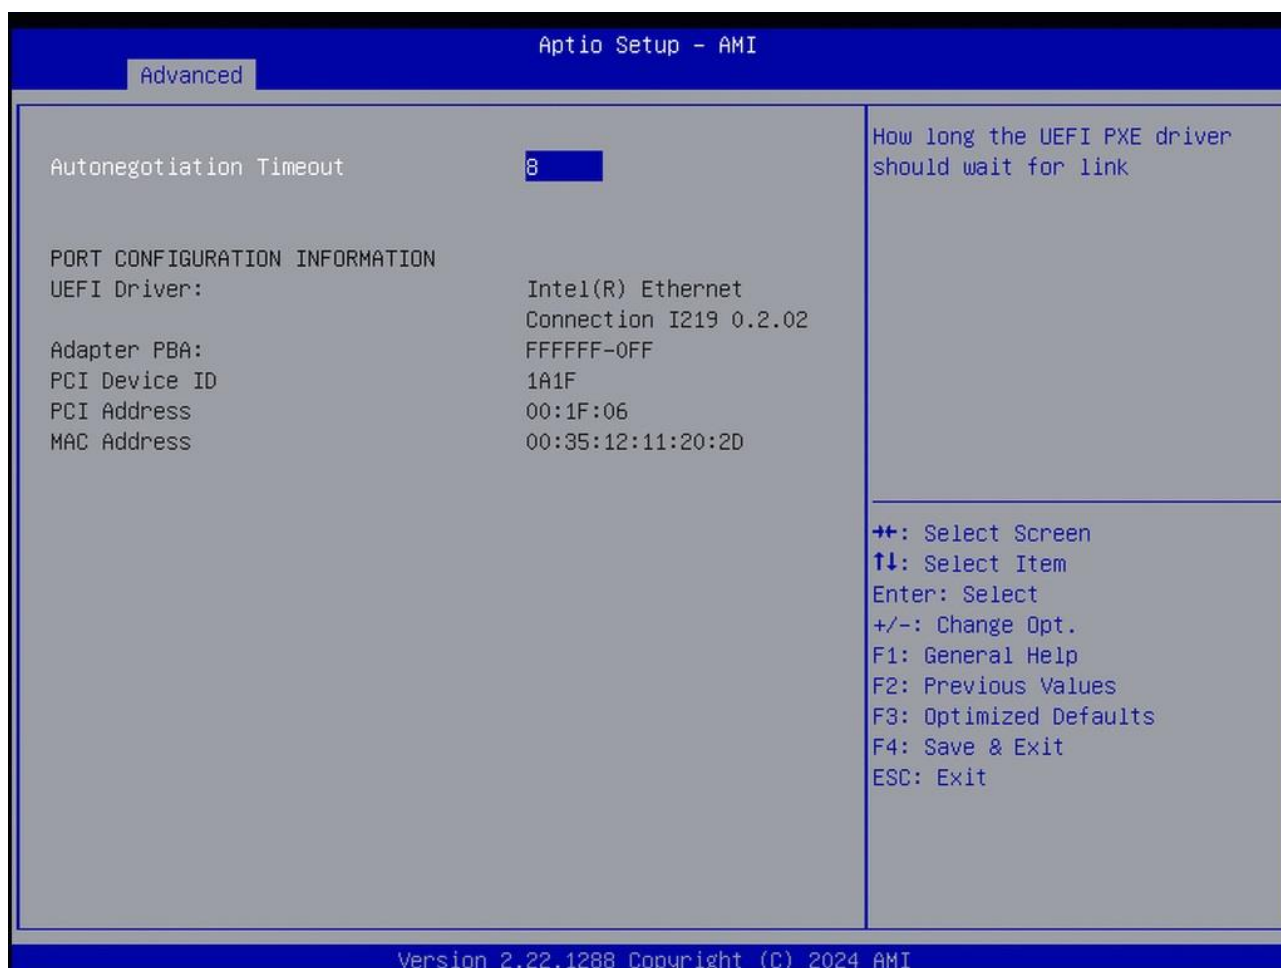 Aptio Setup – AMI
Advanced
Autonegotiation Timeout 8
PORT CONFIGURATION INFORMATION
UEFI Driver: Intel(R) Ethernet
Connection I219 0.2.02
Adapter PBA: FFFFFF-0FF
PCI Device ID 1A1F
PCI Address 00:1F:06
MAC Address 00:35:12:11:20:2D
How long the UEFI PXE driver
should wait for link
→←: Select Screen
↑↓: Select Item
Enter: Select
+/-: Change Opt.
F1: General Help
F2: Previous Values
F3: Optimized Defaults
F4: Save & Exit
ESC: Exit
Version 2.22.1288 Copyright (C) 2024 AMI